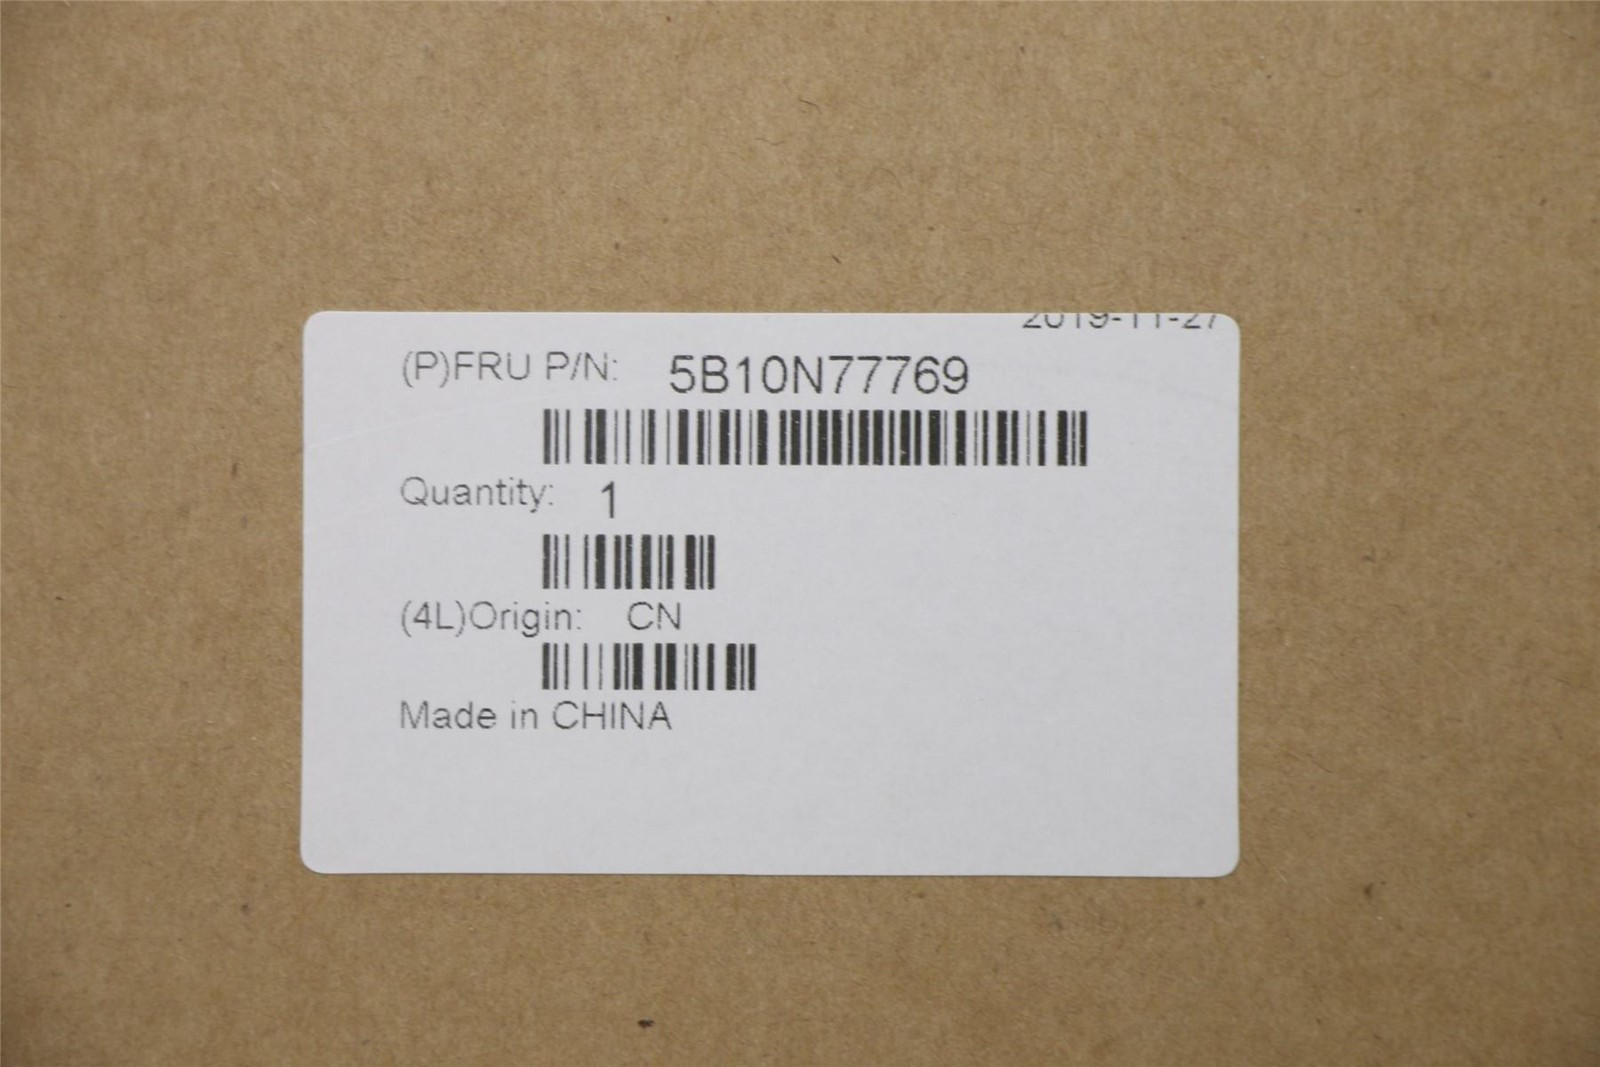 2019-11-27
(P)FRU P/N: 5B10N77769
Quantity: 1
(4L)Origin: CN
Made in CHINA